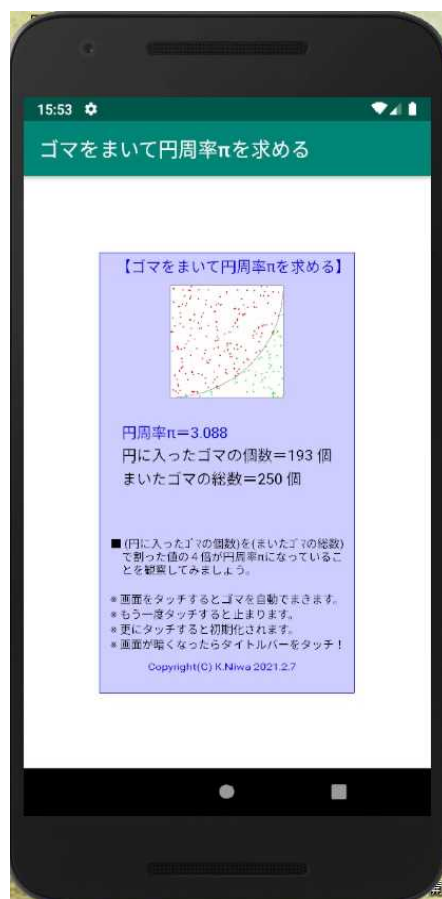 15:53
ゴマをまいて円周率πを求める
【ゴマをまいて円周率πを求める】
円周率π＝3.088
円に入ったゴマの個数＝193 個
まいたゴマの総数＝250 個
■ (円に入ったゴマの個数)を(まいたゴマの総数)
で割った値の４倍が円周率πになっているこ
とを観察してみましょう。
※ 画面をタッチするとゴマを自動でまきます。
※ もう一度タッチすると止まります。
※ 更にタッチすると初期化されます。
※ 画面が暗くなったらタイトルバーをタッチ！
Copyright(C) K.Niwa 2021.2.7